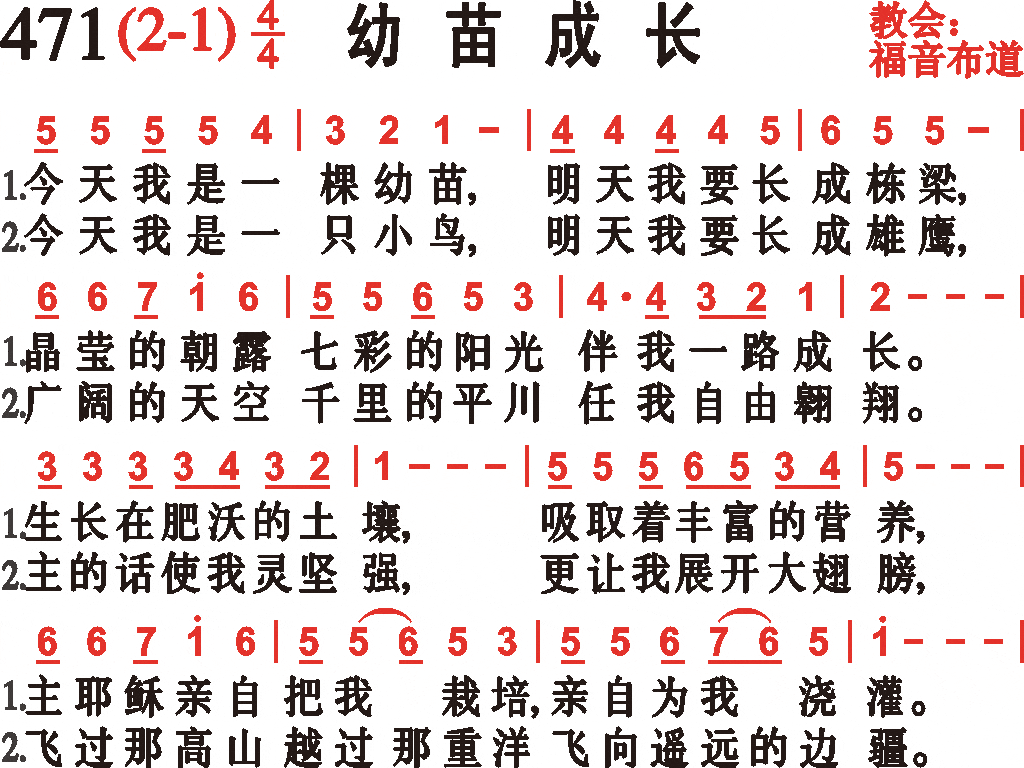 471(2-1) 4/4 幼苗成长 教会:
福音布道
5 5 5 5 4 | 3 2 1 – | 4 4 4 4 5 | 6 5 5 – |
1.今天我是一 棵幼苗, 明天我要长成栋梁,
2.今天我是一 只小鸟, 明天我要长成雄鹰,
6 6 7 i 6 | 5 5 6 5 3 | 4·4 3 2 1 | 2 – – – |
1.晶莹的朝露 七彩的阳光 伴我一路成长。
2.广阔的天空 千里的平川 任我自由翱翔。
3 3 3 3 4 3 2 | 1 – – – | 5 5 5 6 5 3 4 | 5 – – – |
1.生长在肥沃的土壤, 吸取着丰富的营养,
2.主的话使我灵坚强, 更让我展开大翅膀,
6 6 7 i 6 | 5 5 6 5 3 | 5 5 6 7 6 5 | i – – – |
1.主耶稣亲自把我 栽培,亲自为我 浇灌。
2.飞过那高山越过那重洋 飞向遥远的边疆。